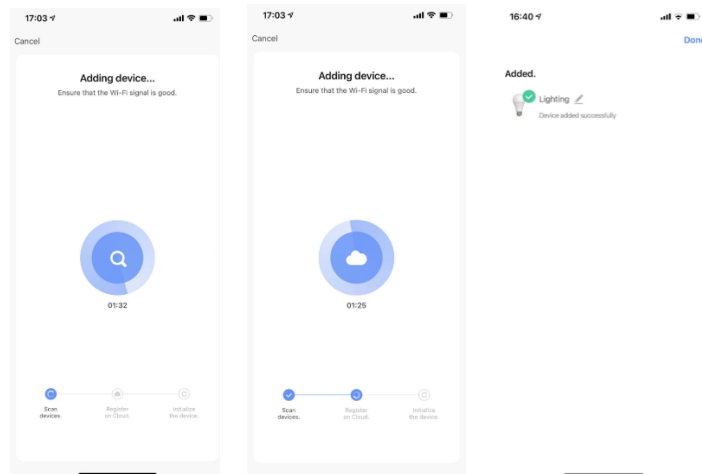 17:03
Cancel
Adding device...
Ensure that the Wi-Fi signal is good.
01:32
Scan
devices.
Register
on Cloud.
Initialize
the device.
17:03
Cancel
Adding device...
Ensure that the Wi-Fi signal is good.
01:25
Scan
devices.
Register
on Cloud.
Initialize
the device.
16:40
Done
Added.
Lighting
Device added successfully